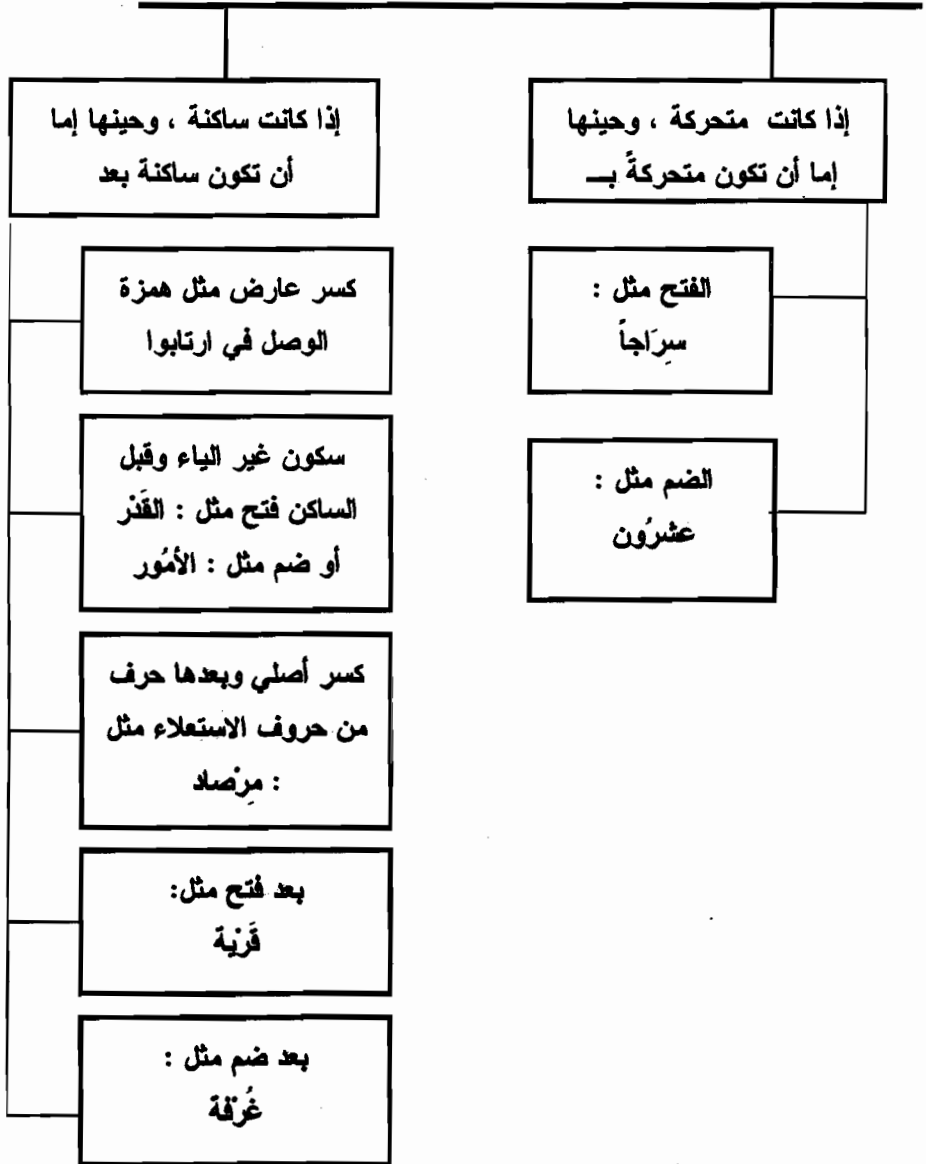 إذا كانت متحركة ، وحينها
إما أن تكون متحركةً بـــ
الفتح مثل :
سِرَاجاً
الضم مثل :
عشرُون
إذا كانت ساكنة ، وحينها إما
أن تكون ساكنة بعد
كسر عارض مثل همزة
الوصل في ارتابوا
سكون غير الياء وقبل
الساكن فتح مثل : القَدْر
أو ضم مثل : الأمُور
كسر أصلي وبعدها حرف
من حروف الاستعلاء مثل
: مِرْصاد
بعد فتح مثل:
قَرْية
بعد ضم مثل :
غُرْفة